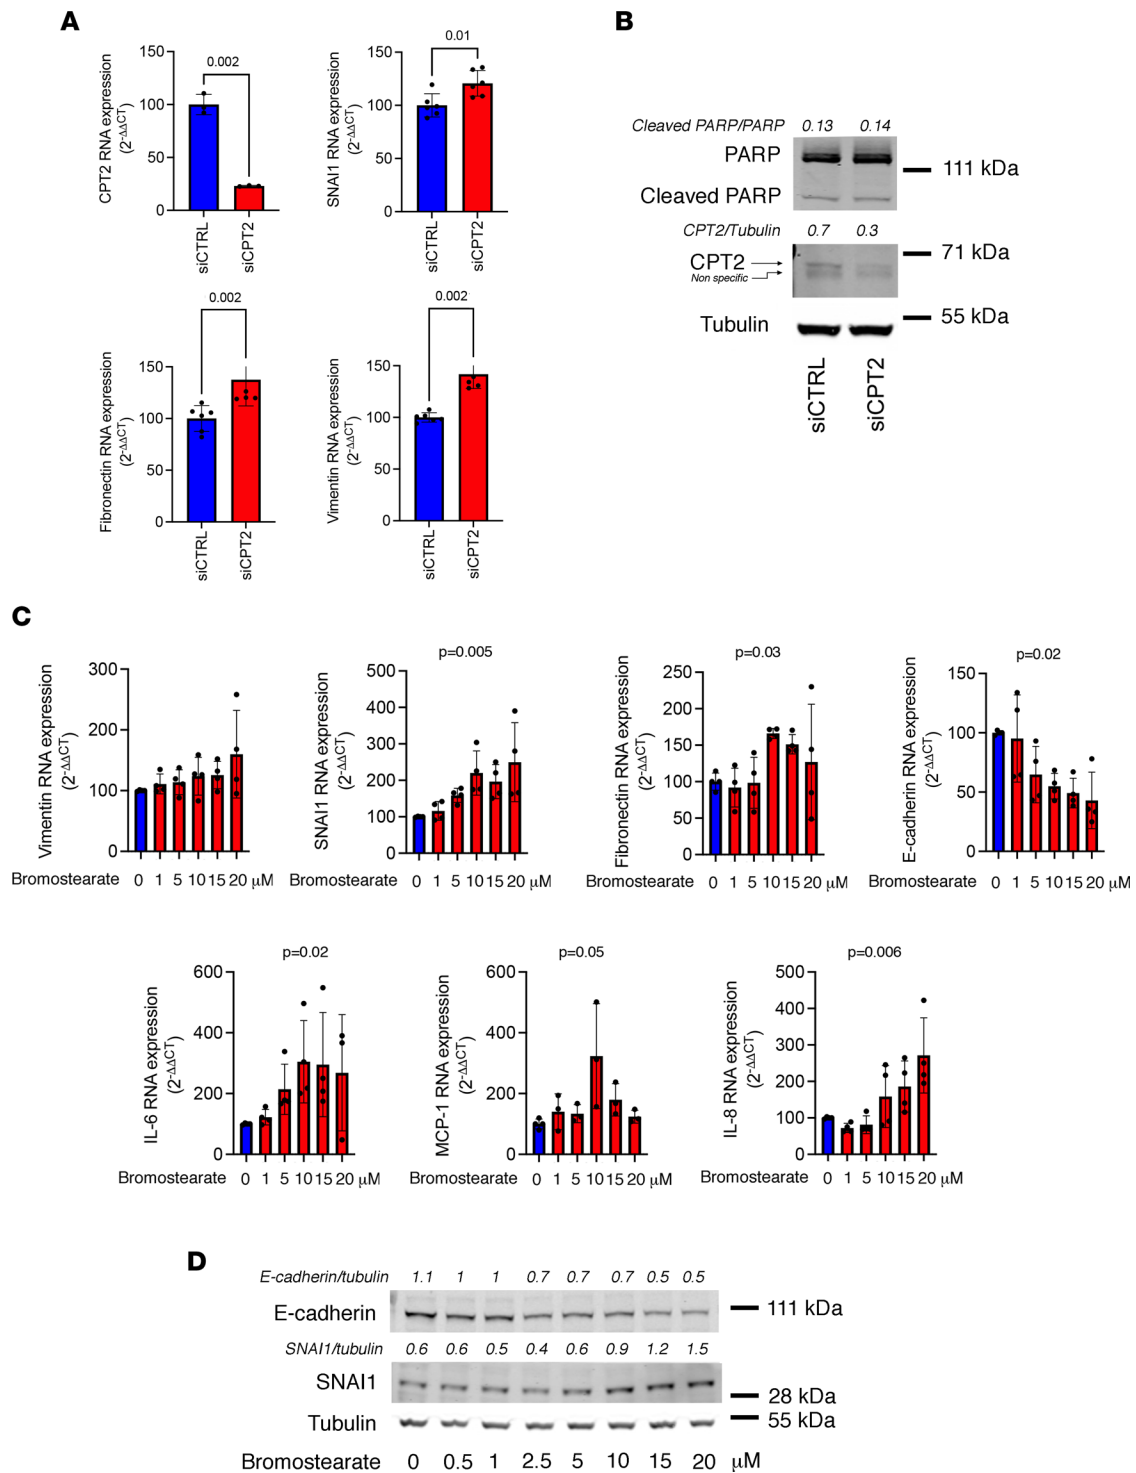 A
B
0.002
0.01
150
100
50
0
CPT2 RNA expression
(2-ΔΔCT)
siCTRL
siCPT2
150
100
50
0
SNAI1 RNA expression
(2-ΔΔCT)
siCTRL
siCPT2
0.002
0.002
150
100
50
0
Fibronectin RNA expression
(2-ΔΔCT)
siCTRL
siCPT2
150
100
50
0
Vimentin RNA expression
(2-ΔΔCT)
siCTRL
siCPT2
Cleaved PARP/PARP 0.13 0.14
PARP
111 kDa
Cleaved PARP
CPT2/Tubulin 0.7 0.3
71 kDa
CPT2
Non specific
55 kDa
Tubulin
siCTRL
siCPT2
C
300
200
100
0
Vimentin RNA expression
(2-ΔΔCT)
Bromostearate 0 1 5 10 15 20 μM
p=0.005
500
400
300
200
100
0
SNAI1 RNA expression
(2-ΔΔCT)
Bromostearate 0 1 5 10 15 20 μM
p=0.03
250
200
150
100
50
0
Fibronectin RNA expression
(2-ΔΔCT)
Bromostearate 0 1 5 10 15 20 μM
p=0.02
150
100
50
0
E-cadherin RNA expression
(2-ΔΔCT)
Bromostearate 0 1 5 10 15 20 μM
p=0.02
600
400
200
0
IL-6 RNA expression
(2-ΔΔCT)
Bromostearate 0 1 5 10 15 20 μM
p=0.05
600
400
200
0
MCP-1 RNA expression
(2-ΔΔCT)
Bromostearate 0 1 5 10 15 20 μM
p=0.006
500
400
300
200
100
0
IL-8 RNA expression
(2-ΔΔCT)
Bromostearate 0 1 5 10 15 20 μM
D
E-cadherin/tubulin 1.1 1 1 0.7 0.7 0.7 0.5 0.5
E-cadherin
111 kDa
SNAI1/tubulin 0.6 0.6 0.5 0.4 0.6 0.9 1.2 1.5
SNAI1
28 kDa
Tubulin
55 kDa
Bromostearate 0 0.5 1 2.5 5 10 15 20 μM